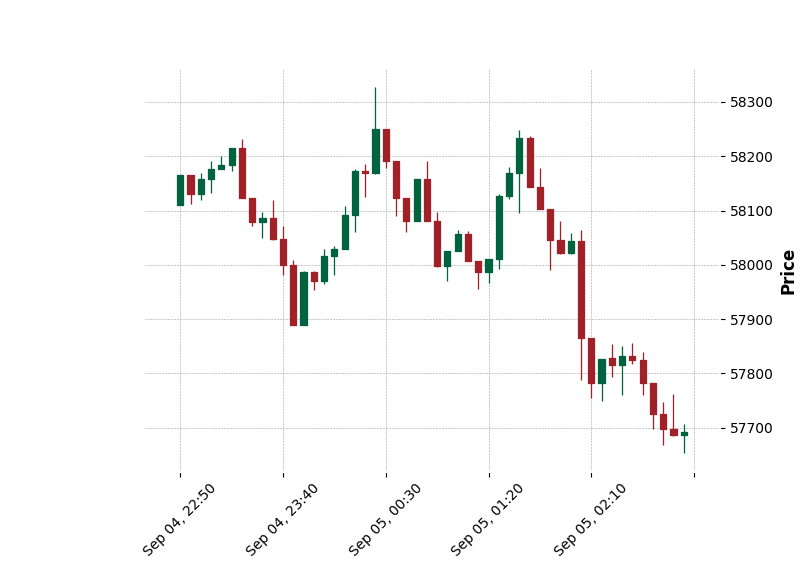 58300
58200
58100
58000
57900
57800
57700
Price
Sep 04, 22:50
Sep 04, 23:40
Sep 05, 00:30
Sep 05, 01:20
Sep 05, 02:10